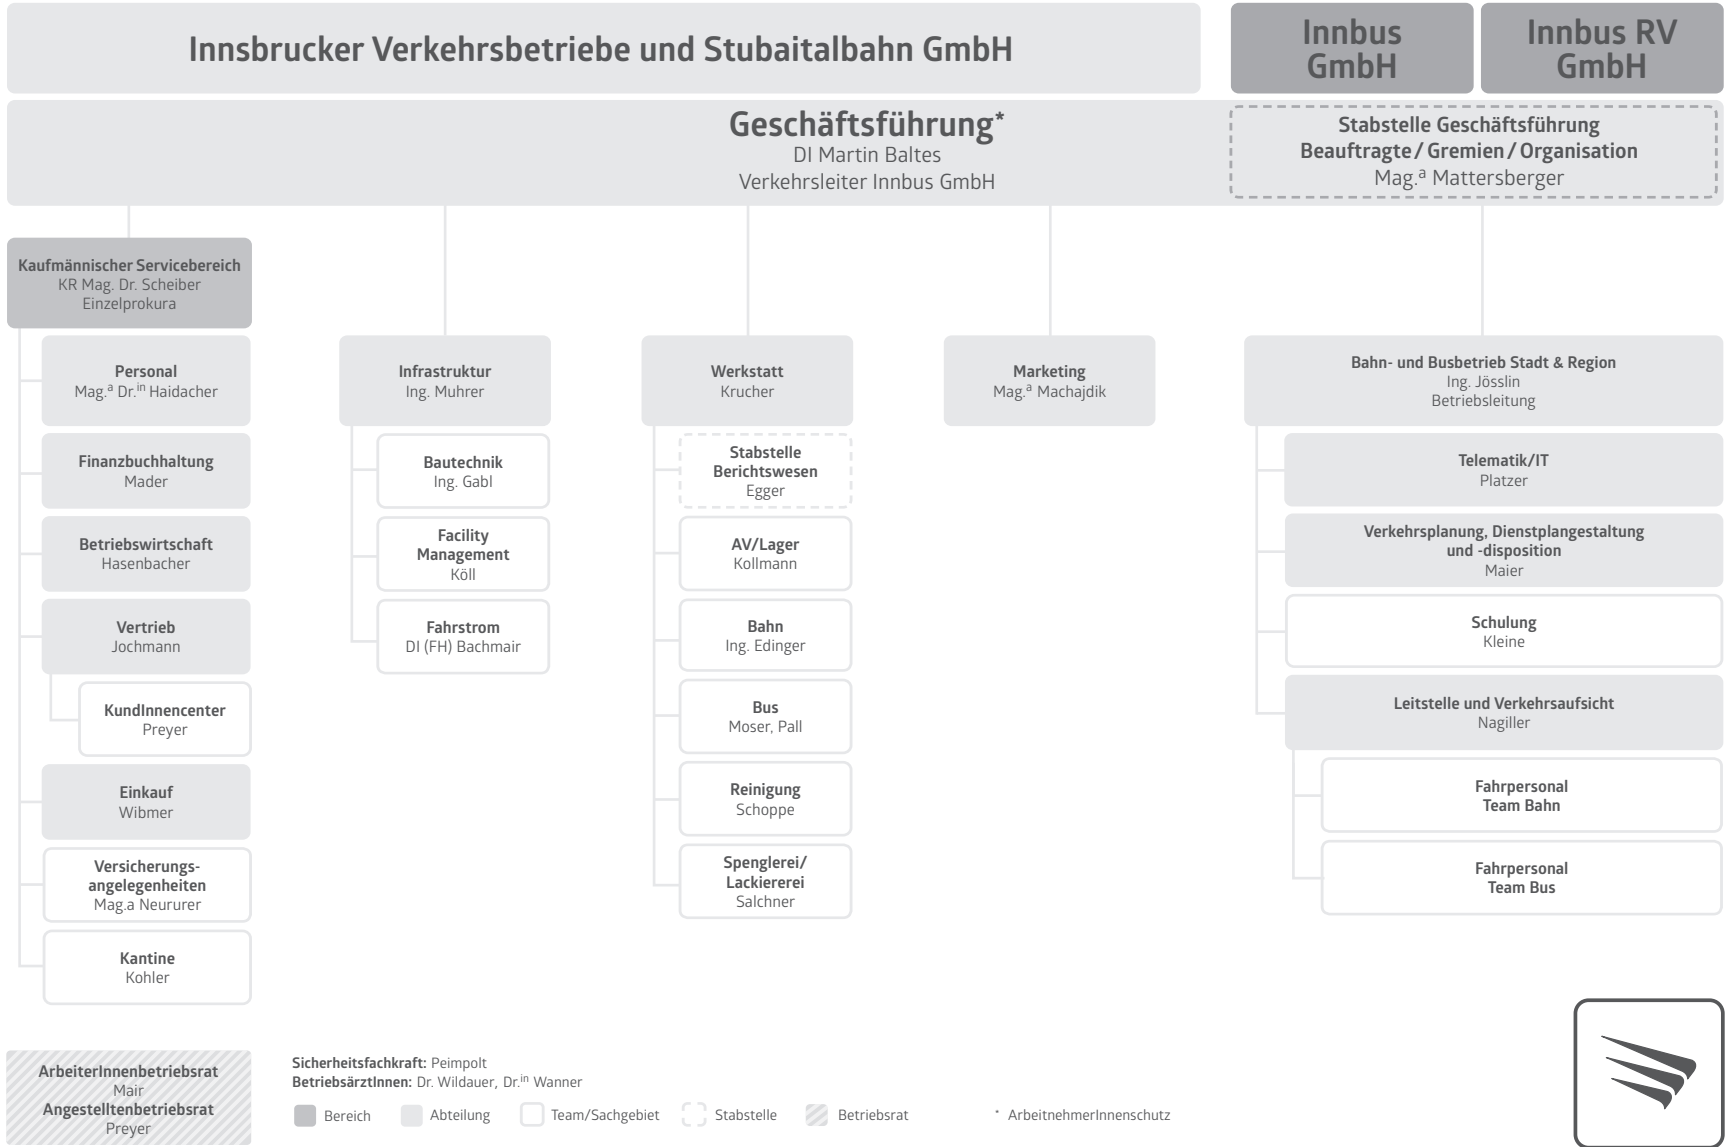 Innsbrucker Verkehrsbetriebe und Stubaitalbahn GmbH
Innbus
GmbH
Innbus RV
GmbH
Geschäftsführung*
DI Martin Baltes
Verkehrsleiter Innbus GmbH
Stabstelle Geschäftsführung
Beauftragte / Gremien / Organisation
Mag.ª Mattersberger
Kaufmännischer Servicebereich
KR Mag. Dr. Scheiber
Einzelprokura
Personal
Mag.ª Dr.ⁱⁿ Haidacher
Finanzbuchhaltung
Mader
Betriebswirtschaft
Hasenbacher
Vertrieb
Jochmann
KundInnencenter
Preyer
Einkauf
Wibmer
Versicherungs-
angelegenheiten
Mag.a Neururer
Kantine
Kohler
Infrastruktur
Ing. Muhrer
Bautechnik
Ing. Gabl
Facility
Management
Köll
Fahrstrom
DI (FH) Bachmair
Werkstatt
Krucher
Stabstelle
Berichtswesen
Egger
AV/Lager
Kollmann
Bahn
Ing. Edinger
Bus
Moser, Pall
Reinigung
Schoppe
Spenglerei/
Lackiererei
Salchner
Marketing
Mag.ª Machajdik
Bahn- und Busbetrieb Stadt & Region
Ing. Jösslin
Betriebsleitung
Telematik/IT
Platzer
Verkehrsplanung, Dienstplangestaltung
und -disposition
Maier
Schulung
Kleine
Leitstelle und Verkehrsaufsicht
Nagiller
Fahrpersonal
Team Bahn
Fahrpersonal
Team Bus
ArbeiterInnenbetriebsrat
Mair
Angestelltenbetriebsrat
Preyer
Sicherheitsfachkraft: Peimpolt
BetriebsärztInnen: Dr. Wildauer, Dr.ⁱⁿ Wanner
Bereich
Abteilung
Team/Sachgebiet
Stabstelle
Betriebsrat
* ArbeitnehmerInnenschutz